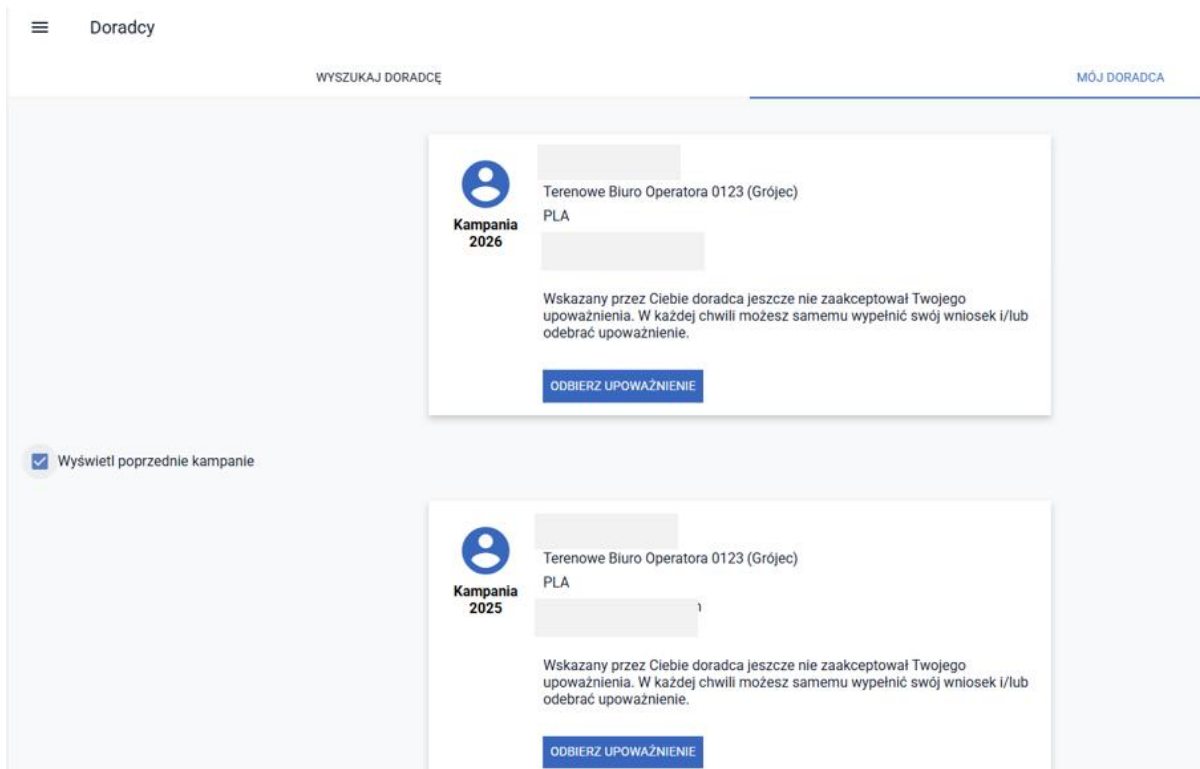 Doradcy
WYSZUKAJ DORADCĘ
MÓJ DORADCA
Kampania
2026
Terenowe Biuro Operatora 0123 (Grójec)
PLA
Wskazany przez Ciebie doradca jeszcze nie zaakceptował Twojego
upoważnienia. W każdej chwili możesz samemu wypełnić swój wniosek i/lub
odebrać upoważnienie.
ODBIERZ UPOWAŻNIENIE
Wyświetl poprzednie kampanie
Kampania
2025
Terenowe Biuro Operatora 0123 (Grójec)
PLA
Wskazany przez Ciebie doradca jeszcze nie zaakceptował Twojego
upoważnienia. W każdej chwili możesz samemu wypełnić swój wniosek i/lub
odebrać upoważnienie.
ODBIERZ UPOWAŻNIENIE